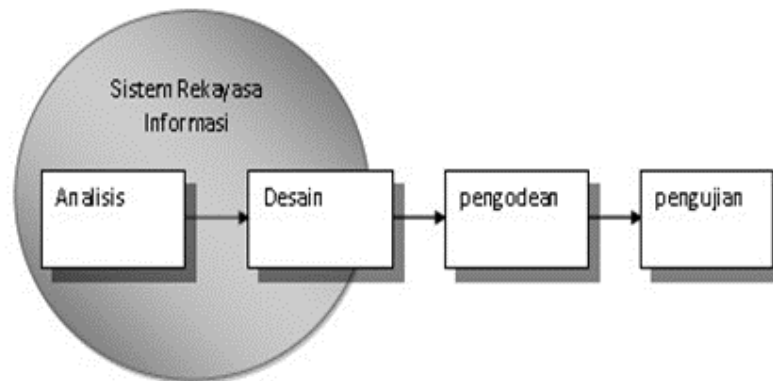 Sistem Rekayasa
Informasi
Analisis
Desain
pengodean
pengujian